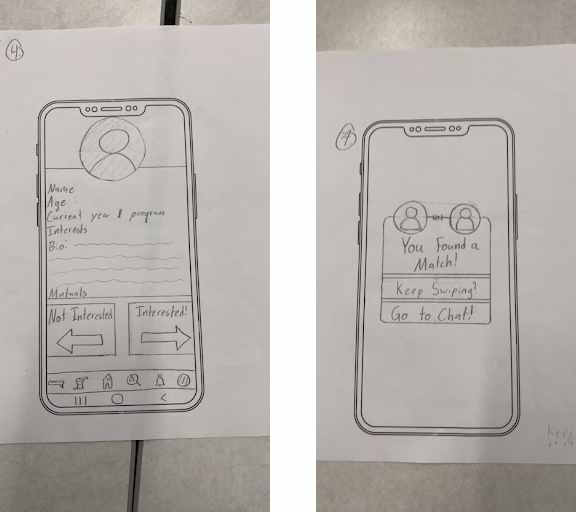 4
Name
Age:
Current year & program
Interests
Bio:
Mutuals
Not Interested
Interested!
7
You Found a
Match!
Keep Swiping?
Go to Chat!